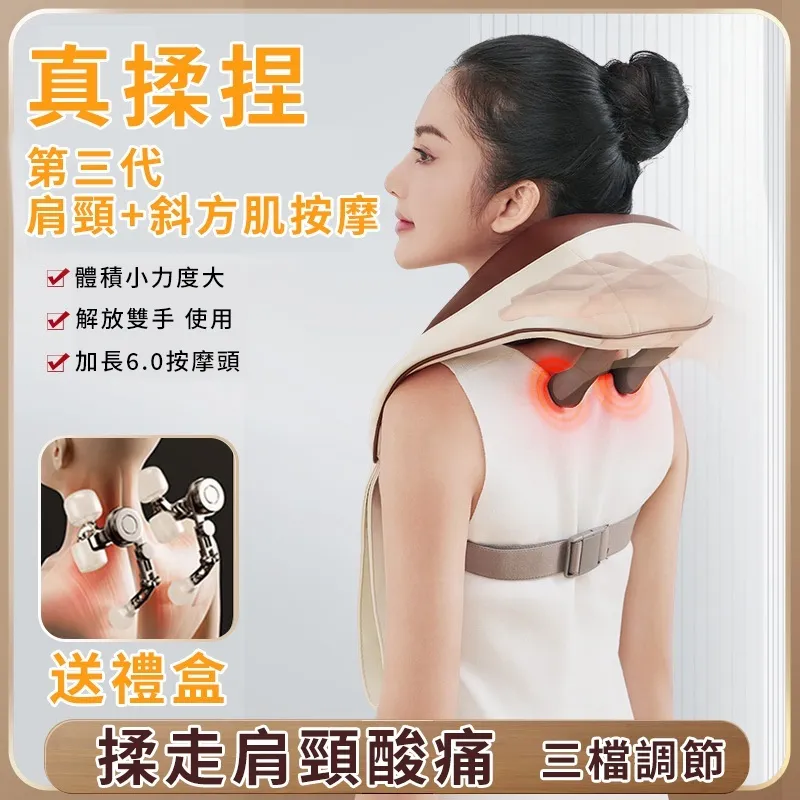 真揉捏
第三代
肩頸+斜方肌按摩
體積小力度大
解放雙手 使用
加長6.0按摩頭
送禮盒
揉走肩頸酸痛 三檔調節